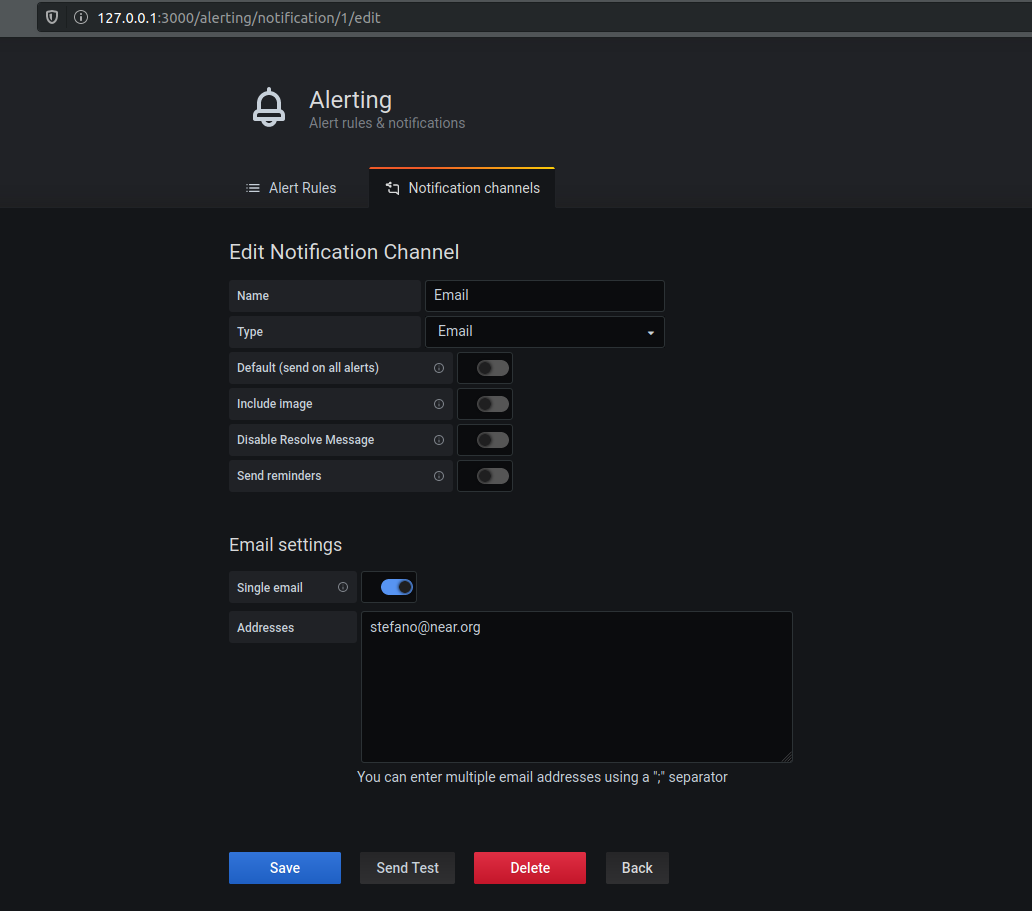 127.0.0.1:3000/alerting/notification/1/edit
Alerting
Alert rules & notifications
Alert Rules
Notification channels
Edit Notification Channel
Name
Email
Type
Email
Default (send on all alerts)
Include image
Disable Resolve Message
Send reminders
Email settings
Single email
Addresses
stefano@near.org
You can enter multiple email addresses using a ";" separator
Save
Send Test
Delete
Back